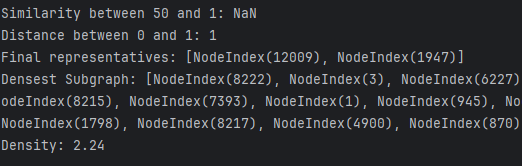 Similarity between 50 and 1: NaN
Distance between 0 and 1: 1
Final representatives: [NodeIndex(12009), NodeIndex(1947)]
Densest Subgraph: [NodeIndex(8222), NodeIndex(3), NodeIndex(6227)
odeIndex(8215), NodeIndex(7393), NodeIndex(1), NodeIndex(945), No
NodeIndex(1798), NodeIndex(8217), NodeIndex(4900), NodeIndex(870)
Density: 2.24